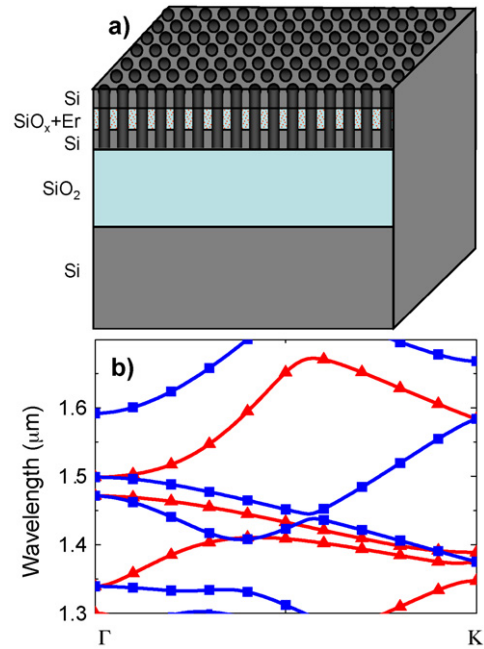 a)
Si
SiOx+Er
Si
SiO2
Si
b)
Wavelength (μm)
1.6
1.5
1.4
1.3
Γ K